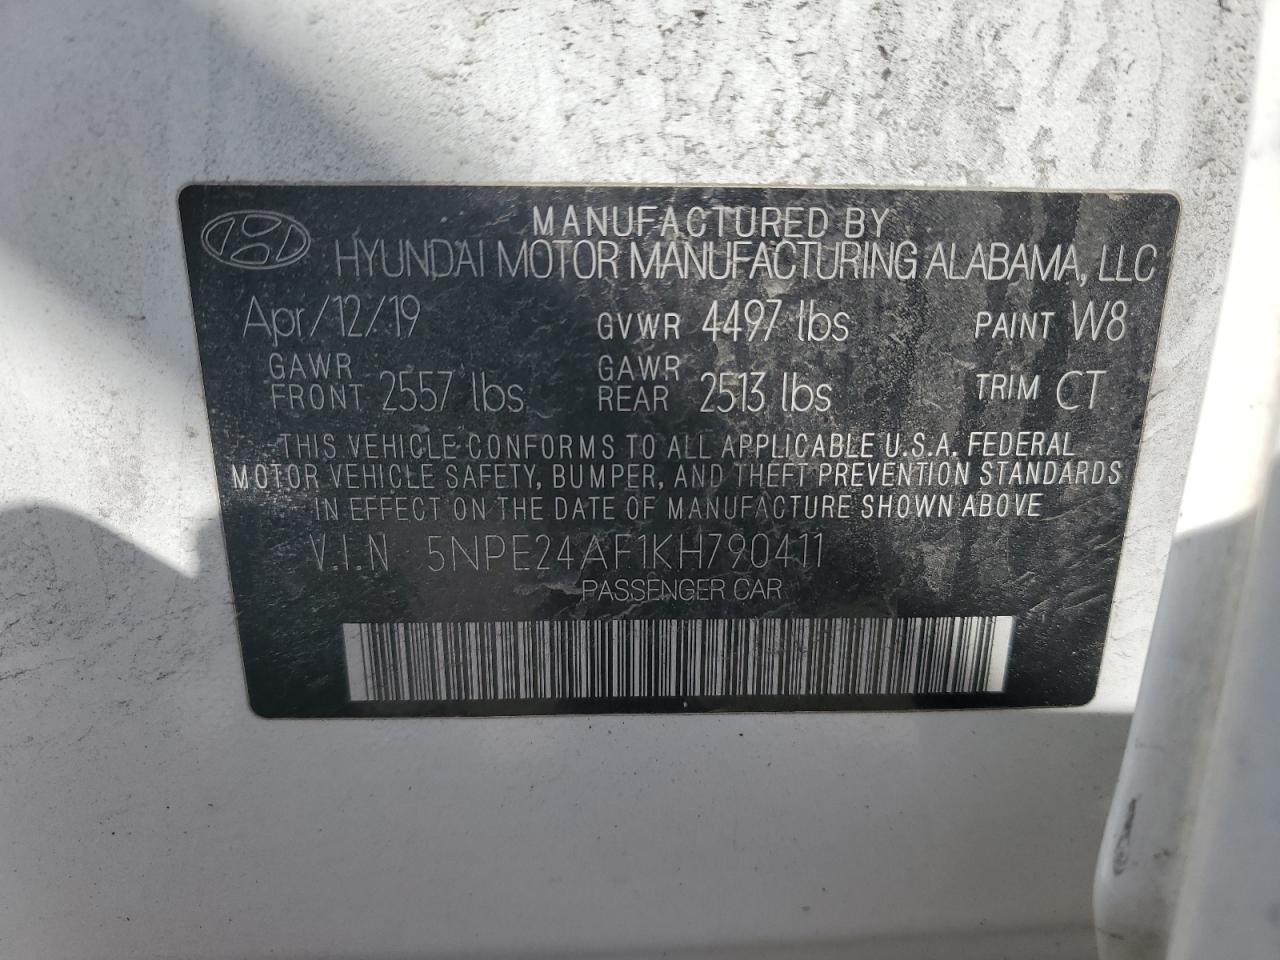 MANUFACTURED BY
HYUNDAI MOTOR MANUFACTURING ALABAMA, LLC
Apr/12/19 GVWR 4497 lbs PAINT W8
GAWR FRONT 2557 lbs GAWR REAR 2513 lbs TRIM CT
THIS VEHICLE CONFORMS TO ALL APPLICABLE U.S.A. FEDERAL
MOTOR VEHICLE SAFETY, BUMPER, AND THEFT PREVENTION STANDARDS
IN EFFECT ON THE DATE OF MANUFACTURE SHOWN ABOVE
V.I.N 5NPE24AF1KH790411
PASSENGER CAR